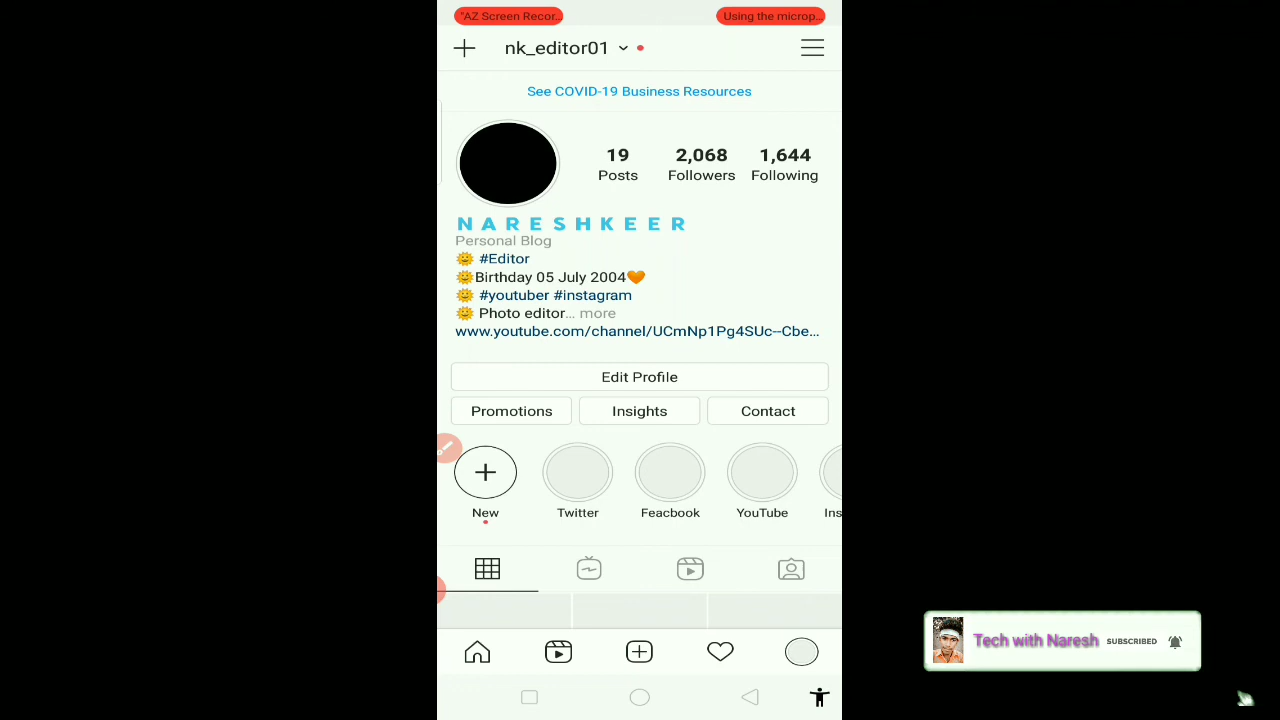 "AZ Screen Recor...
Using the microp...
nk_editor01
See COVID-19 Business Resources
19
Posts
2,068
Followers
1,644
Following
NARESHKEER
Personal Blog
🌞 #Editor
🌞Birthday 05 July 2004🧡
🌞 #youtuber #instagram
🌞 Photo editor... more
www.youtube.com/channel/UCmNp1Pg4SUc--Cbe...
Edit Profile
Promotions
Insights
Contact
New
Twitter
Feacbook
YouTube
Ins
Tech with Naresh
SUBSCRIBED